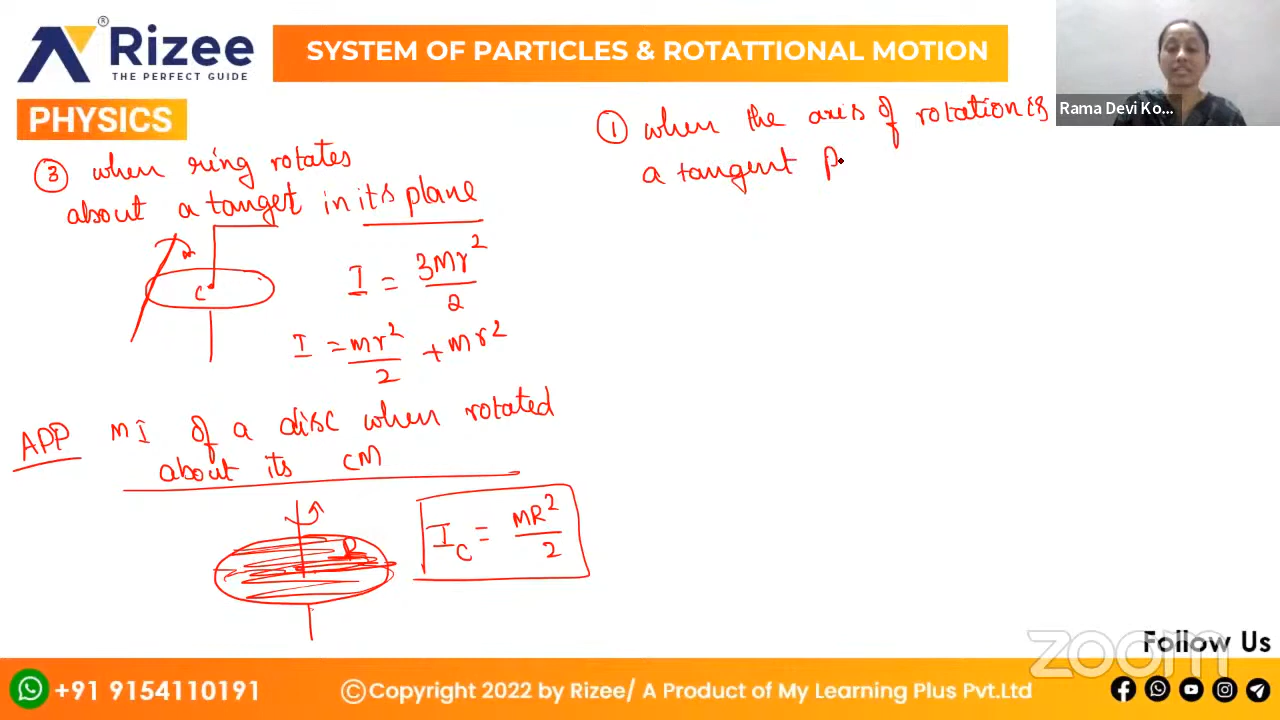 Rizee®
THE PERFECT GUIDE
SYSTEM OF PARTICLES & ROTATTIONAL MOTION
Rama Devi Ko...
PHYSICS
③ when ring rotates
about a tanget in its plane
C
I = 3Mr²/2
I = mr²/2 + mr²
APP MI of a disc when rotated
about its CM
R
I_C = MR²/2
① when the axis of rotation is
a tangent P
zoom
Follow Us
+91 9154110191
©Copyright 2022 by Rizee/ A Product of My Learning Plus Pvt.Ltd